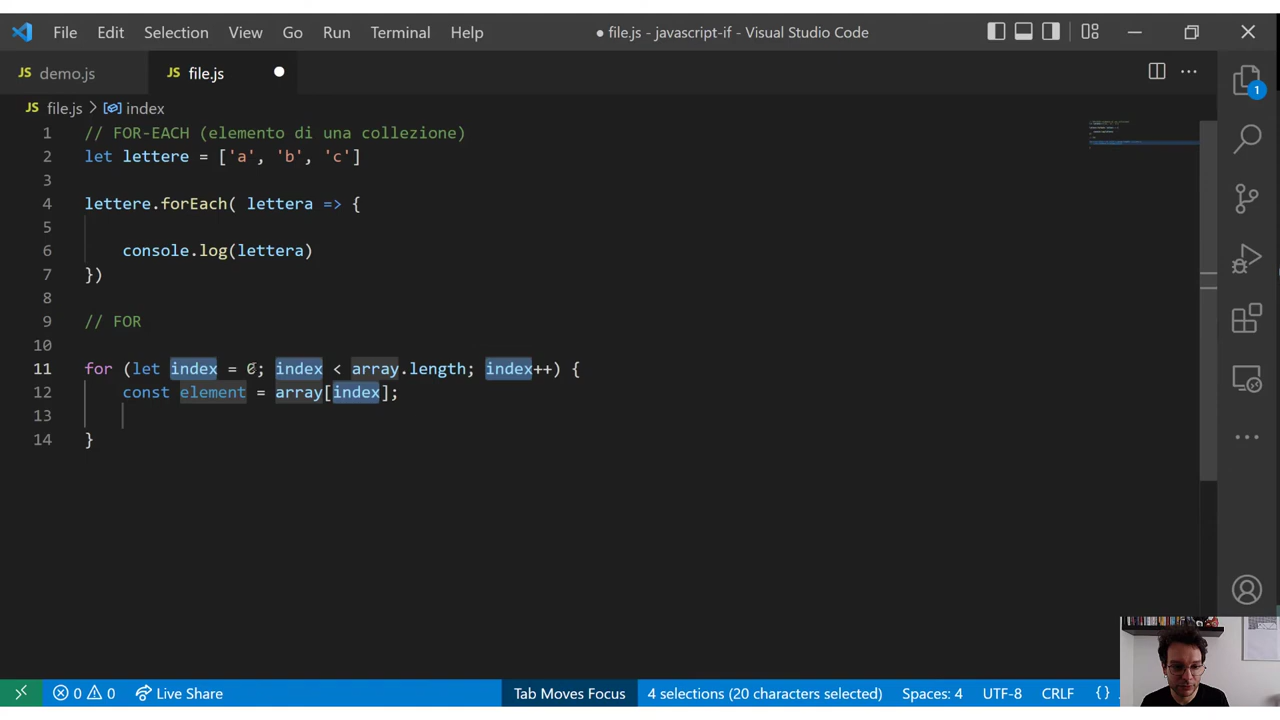 File Edit Selection View Go Run Terminal Help ● file.js - javascript-if - Visual Studio Code
JS demo.js JS file.js ●
JS file.js > index
1 // FOR-EACH (elemento di una collezione)
2 let lettere = ['a', 'b', 'c']
3
4 lettere.forEach( lettera => {
5
6 console.log(lettera)
7 })
8
9 // FOR
10
11 for (let index = 0; index < array.length; index++) {
12 const element = array[index];
13
14 }
1
0 0 Live Share Tab Moves Focus 4 selections (20 characters selected) Spaces: 4 UTF-8 CRLF {}